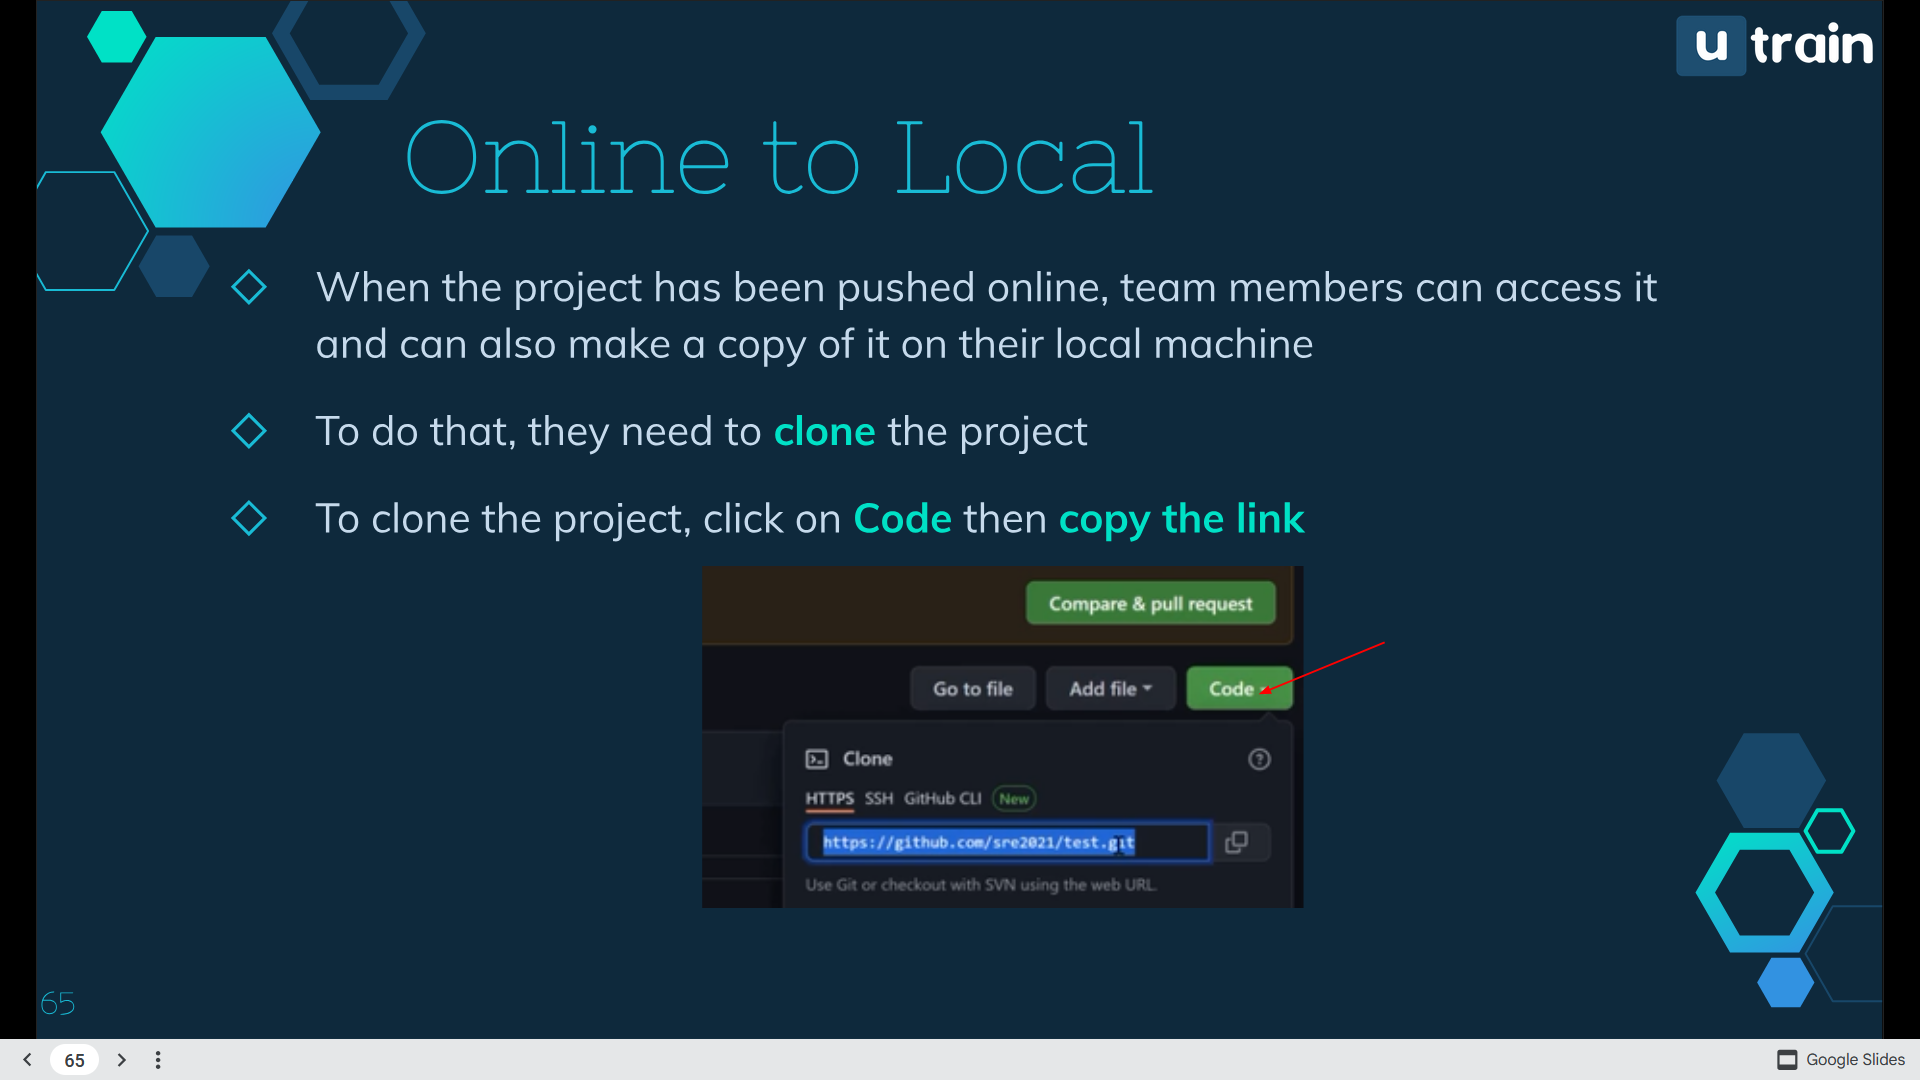 u train
Online to Local
When the project has been pushed online, team members can access it
and can also make a copy of it on their local machine
To do that, they need to clone the project
To clone the project, click on Code then copy the link
Compare & pull request
Go to file Add file Code
Clone
HTTPS SSH GitHub CLI New
https://github.com/sre2021/test.git
Use Git or checkout with SVN using the web URL.
65
65 Google Slides